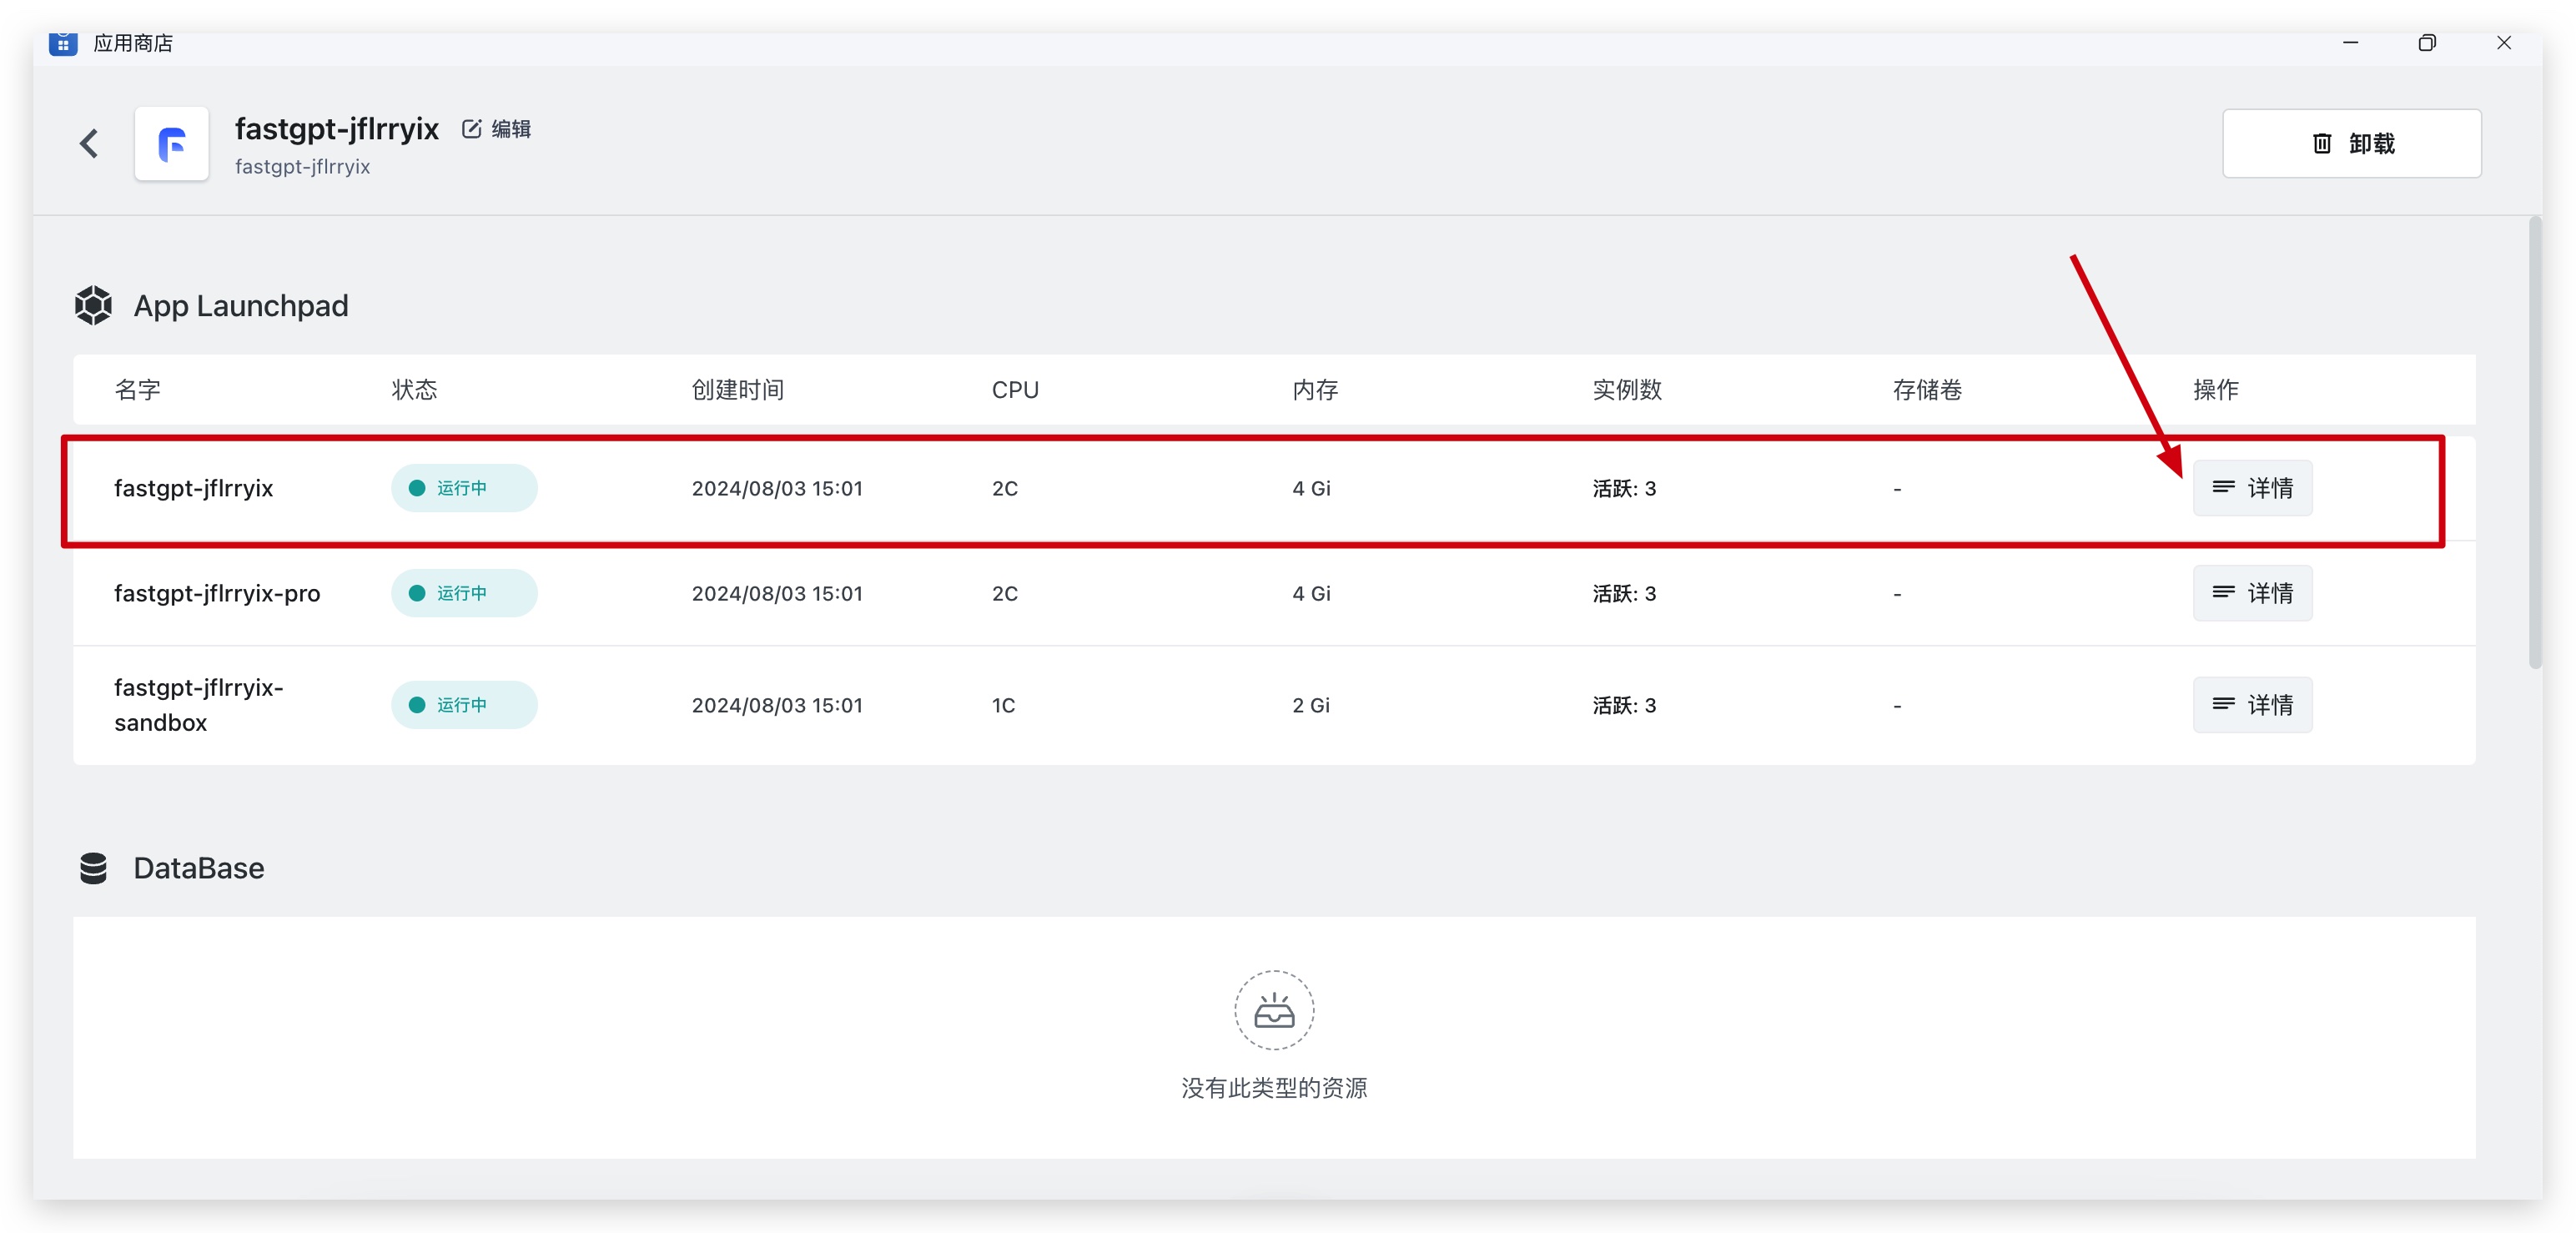 应用商店
fastgpt-jflrryix 编辑
fastgpt-jflrryix
卸载
App Launchpad
名字 状态 创建时间 CPU 内存 实例数 存储卷 操作
fastgpt-jflrryix 运行中 2024/08/03 15:01 2C 4 Gi 活跃: 3 - 详情
fastgpt-jflrryix-pro 运行中 2024/08/03 15:01 2C 4 Gi 活跃: 3 - 详情
fastgpt-jflrryix-
sandbox 运行中 2024/08/03 15:01 1C 2 Gi 活跃: 3 - 详情
DataBase
没有此类型的资源